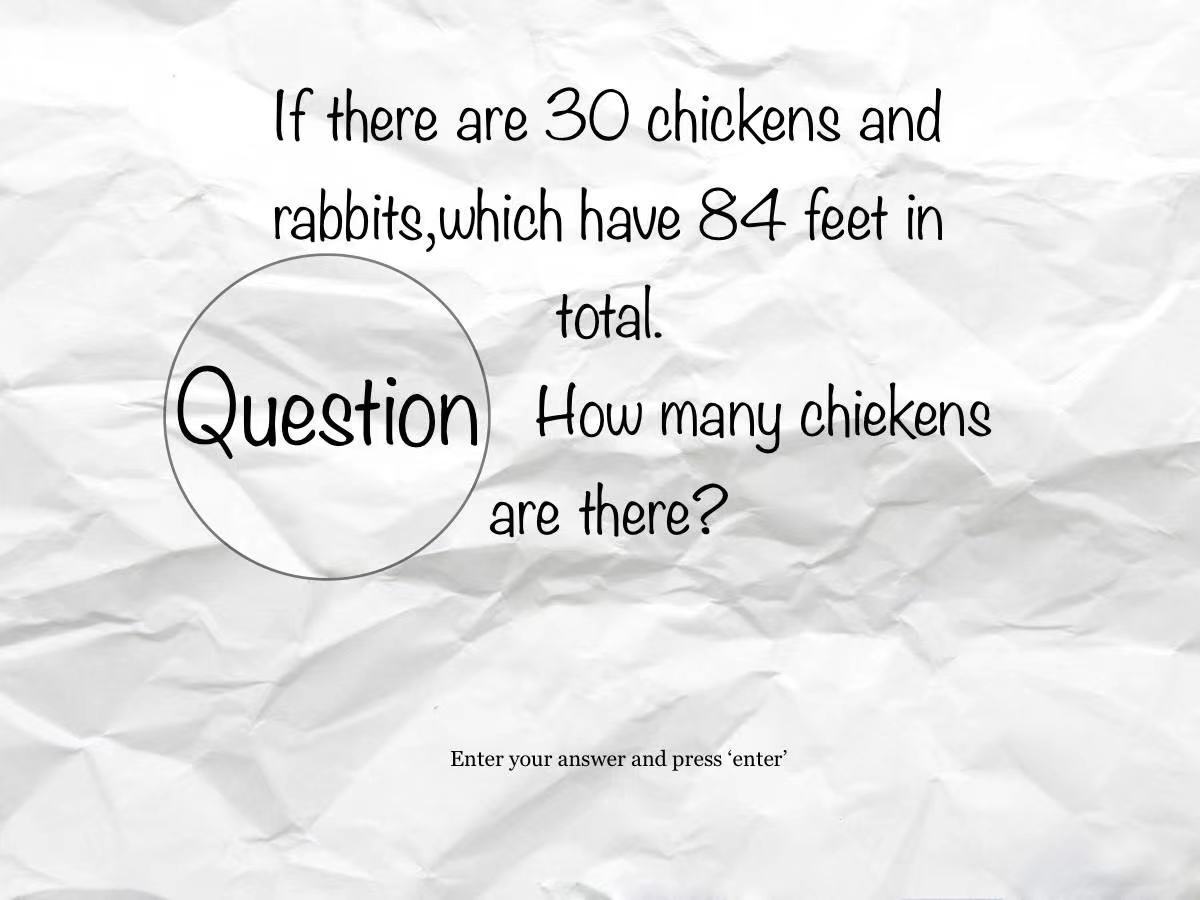 If there are 30 chickens and
rabbits,which have 84 feet in
total.
Question
How many chiekens
are there?
Enter your answer and press ‘enter’